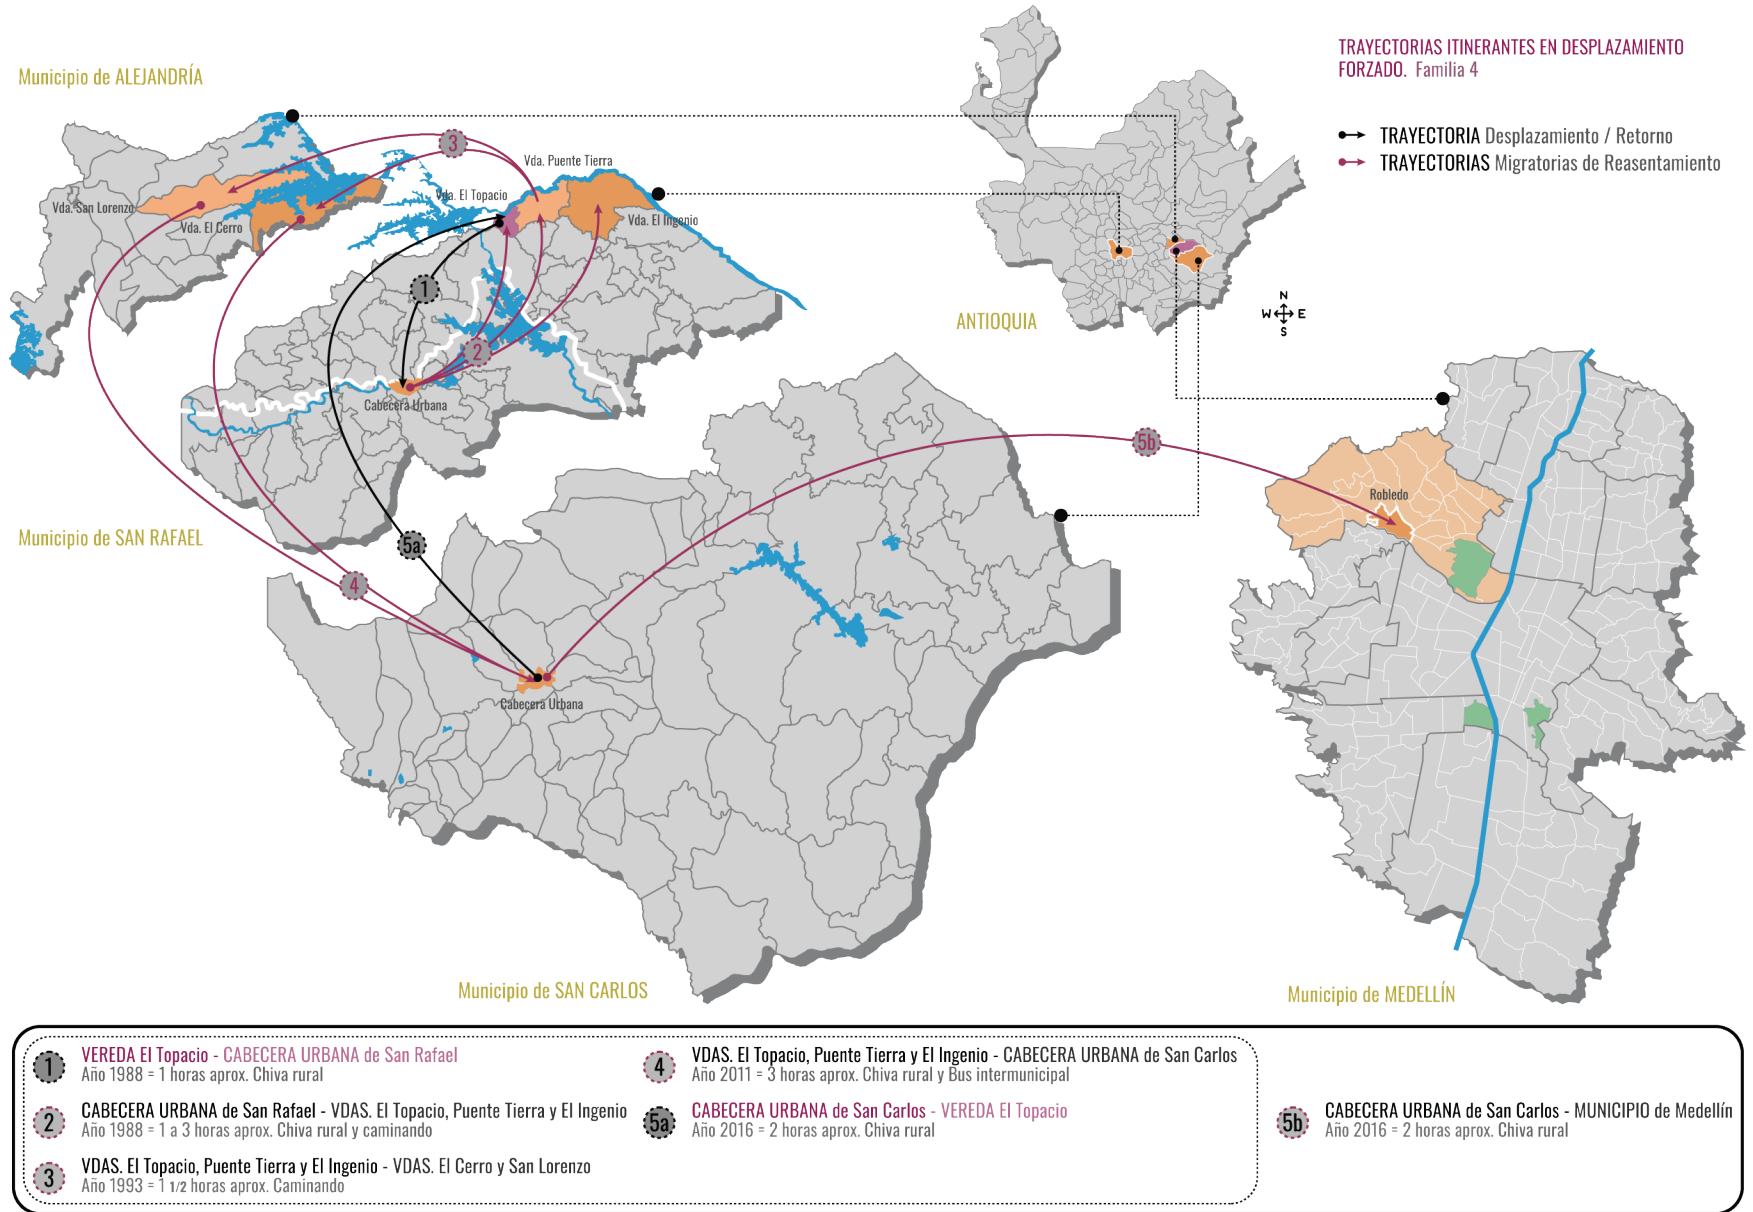 TRAYECTORIAS ITINERANTES EN DESPLAZAMIENTO
FORZADO. Familia 4
TRAYECTORIA Desplazamiento / Retorno
TRAYECTORIAS Migratorias de Reasentamiento
Municipio de ALEJANDRÍA
3
Vda. Puente Tierra
Vda. El Topacio
Vda. San Lorenzo
Vda. El Cerro
Vda. El Ingenio
1
2
Cabecera Urbana
ANTIOQUIA
N
W E
S
5b
Robledo
Municipio de SAN RAFAEL
5a
4
Cabecera Urbana
Municipio de SAN CARLOS
Municipio de MEDELLÍN
1
VEREDA El Topacio - CABECERA URBANA de San Rafael
Año 1988 = 1 horas aprox. Chiva rural
2
CABECERA URBANA de San Rafael - VDAS. El Topacio, Puente Tierra y El Ingenio
Año 1988 = 1 a 3 horas aprox. Chiva rural y caminando
3
VDAS. El Topacio, Puente Tierra y El Ingenio - VDAS. El Cerro y San Lorenzo
Año 1993 = 1 1/2 horas aprox. Caminando
4
VDAS. El Topacio, Puente Tierra y El Ingenio - CABECERA URBANA de San Carlos
Año 2011 = 3 horas aprox. Chiva rural y Bus intermunicipal
5a
CABECERA URBANA de San Carlos - VEREDA El Topacio
Año 2016 = 2 horas aprox. Chiva rural
5b
CABECERA URBANA de San Carlos - MUNICIPIO de Medellín
Año 2016 = 2 horas aprox. Chiva rural